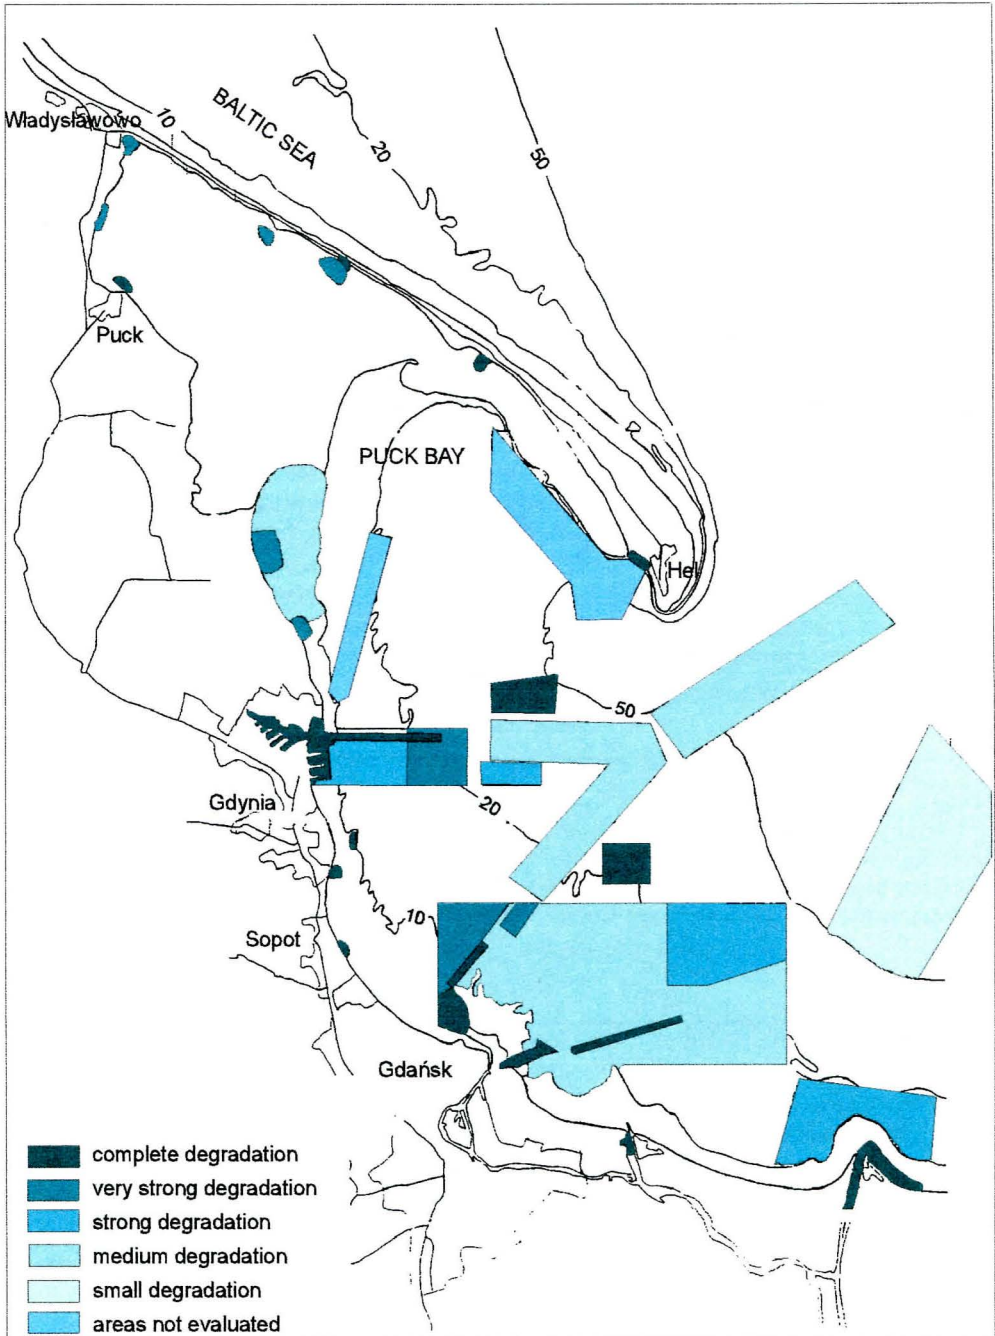 BALTIC SEA
Władysławowo
10
20
50
Puck
PUCK BAY
Hel
50
Gdynia
20
10
Sopot
Gdańsk
complete degradation
very strong degradation
strong degradation
medium degradation
small degradation
areas not evaluated